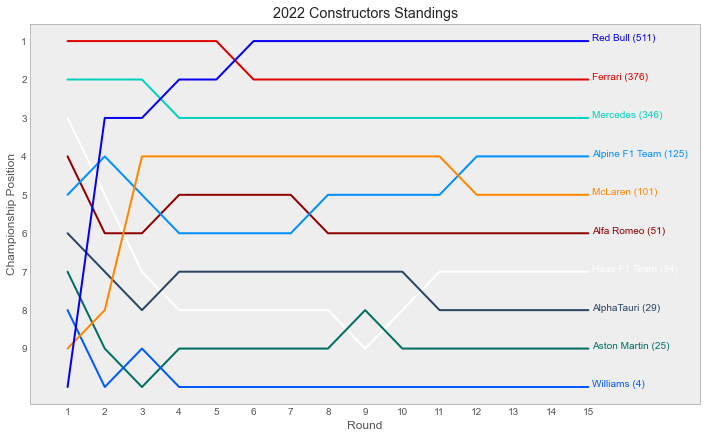 2022 Constructors Standings
Championship Position
1
2
3
4
5
6
7
8
9
Red Bull (511)
Ferrari (376)
Mercedes (346)
Alpine F1 Team (125)
McLaren (101)
Alfa Romeo (51)
Haas F1 Team (34)
AlphaTauri (29)
Aston Martin (25)
Williams (4)
1 2 3 4 5 6 7 8 9 10 11 12 13 14 15
Round